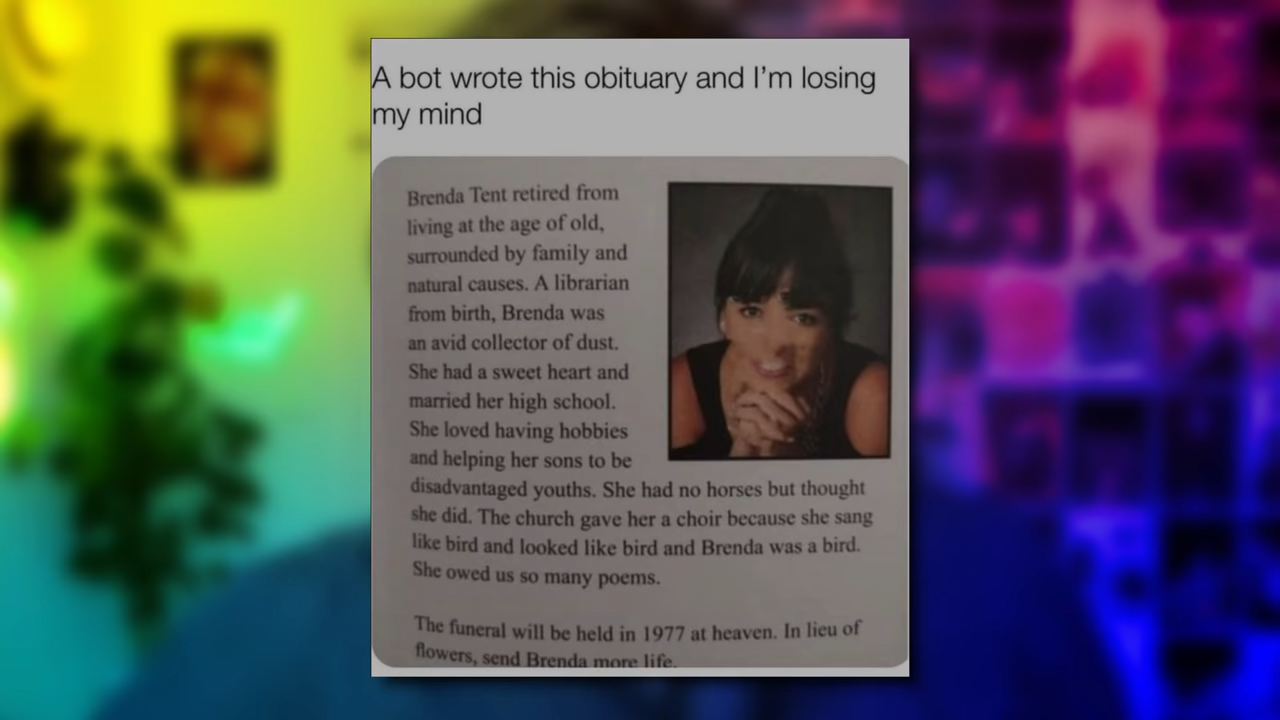 A bot wrote this obituary and I’m losing
my mind
Brenda Tent retired from
living at the age of old,
surrounded by family and
natural causes. A librarian
from birth, Brenda was
an avid collector of dust.
She had a sweet heart and
married her high school.
She loved having hobbies
and helping her sons to be
disadvantaged youths. She had no horses but thought
she did. The church gave her a choir because she sang
like bird and looked like bird and Brenda was a bird.
She owed us so many poems.
The funeral will be held in 1977 at heaven. In lieu of
flowers, send Brenda more life.